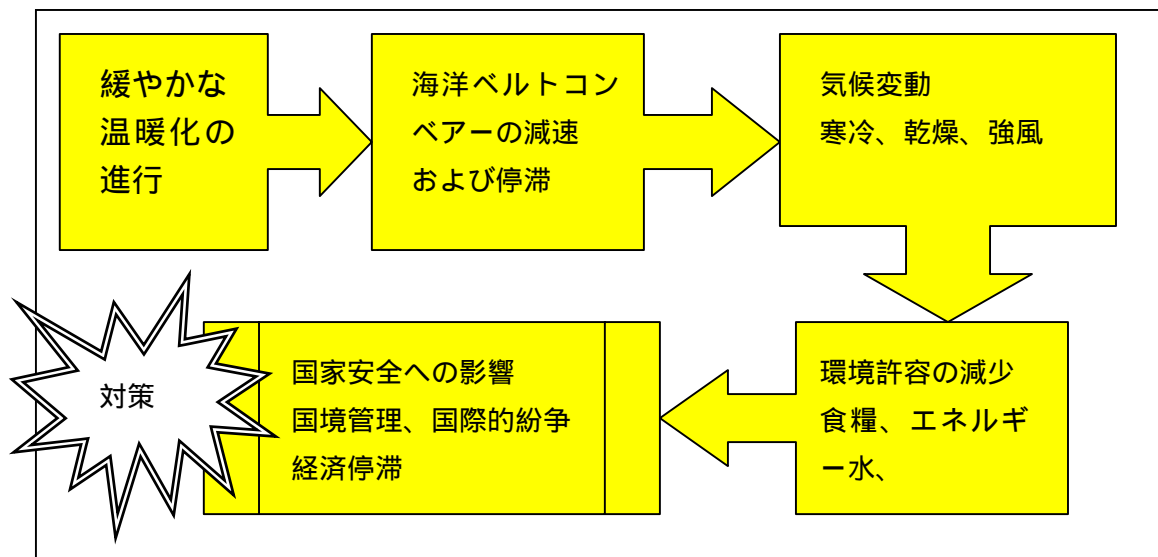 緩やかな
温暖化の
進行
海洋ベルトコン
ベアーの減速
および停滞
気候変動
寒冷、乾燥、強風
環境許容の減少
食糧、エネルギ
ー水、
国家安全への影響
国境管理、国際的紛争
経済停滞
対策